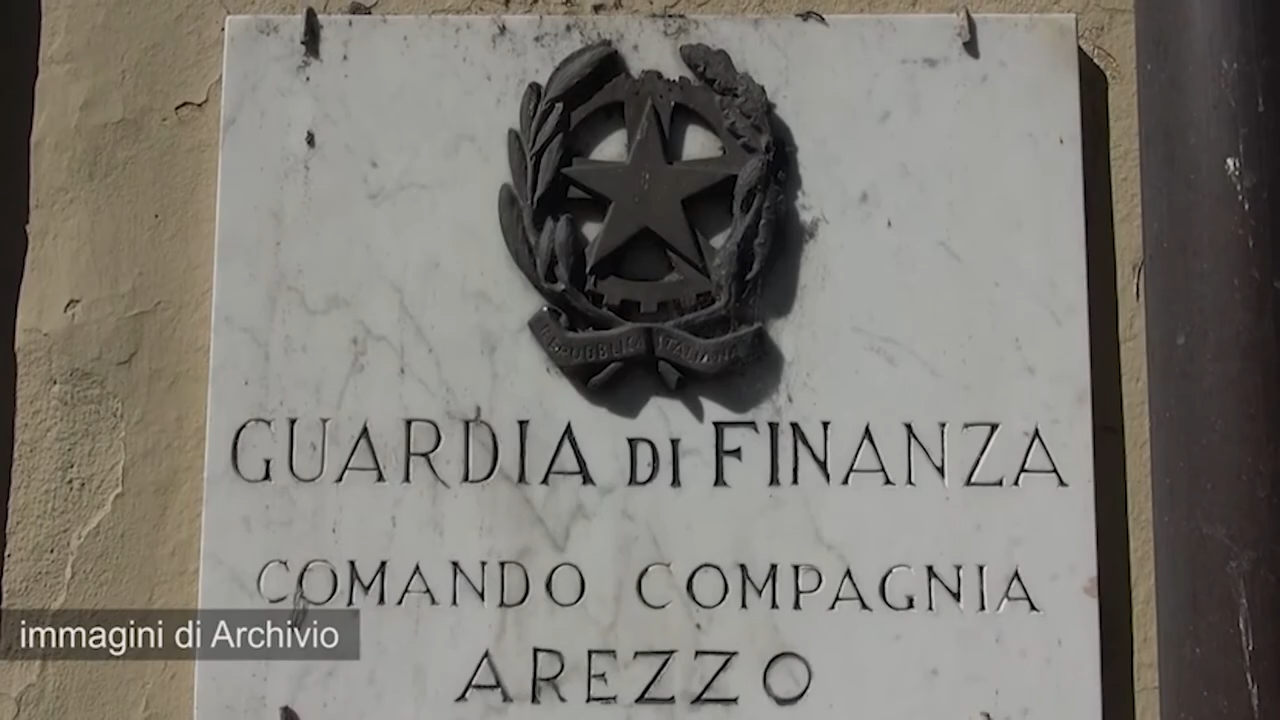 REPUBBLICA ITALIANA
GUARDIA DI FINANZA
COMANDO COMPAGNIA
immagini di Archivio
AREZZO